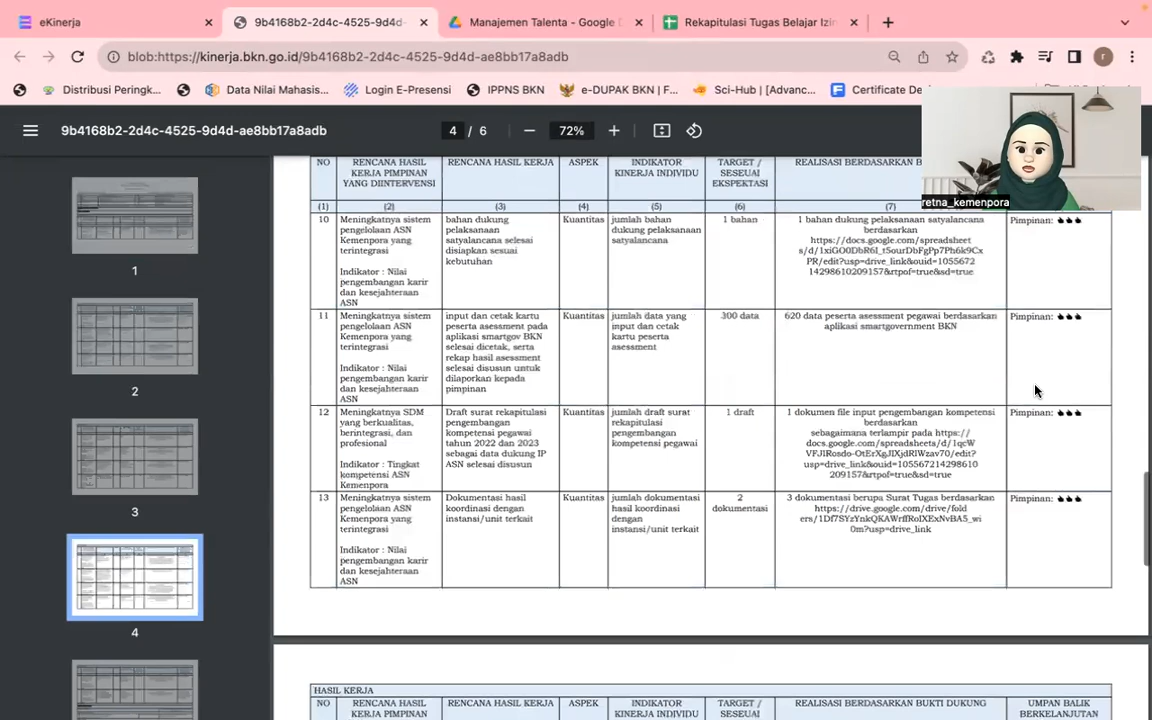 eKinerja
9b4168b2-2d4c-4525-9d4d-
Manajemen Talenta - Google D
Rekapitulasi Tugas Belajar Izin
blob:https://kinerja.bkn.go.id/9b4168b2-2d4c-4525-9d4d-ae8bb17a8adb
r
Distribusi Peringk...
Data Nilai Mahasis...
Login E-Presensi
IPPNS BKN
e-DUPAK BKN | F...
Sci-Hub | [Advanc...
Certificate De
9b4168b2-2d4c-4525-9d4d-ae8bb17a8adb
4 / 6
72%
retna_kemenpora
1
2
3
4
NO
RENCANA HASIL
KERJA PIMPINAN
YANG DIINTERVENSI
RENCANA HASIL KERJA
ASPEK
INDIKATOR
KINERJA INDIVIDU
TARGET /
SESEUAI
EKSPEKTASI
REALISASI BERDASARKAN B
(1)
(2)
(3)
(4)
(5)
(6)
(7)
10
Meningkatnya sistem
pengelolaan ASN
Kemenpora yang
terintegrasi
Indikator : Nilai
pengembangan karir
dan kesejahteraan
ASN
bahan dukung
pelaksanaan
satyalancana selesai
disiapkan sesuai
kebutuhan
Kuantitas
jumlah bahan
dukung pelaksanaan
satyalancana
1 bahan
1 bahan dukung pelaksanaan satyalancana
berdasarkan
https://docs.google.com/spreadsheet
PR/edit?usp=drive_link&ouid=1055672
14298610209157&rtpof=true&sd=true
Pimpinan:
11
Meningkatnya sistem
pengelolaan ASN
Kemenpora yang
terintegrasi
Indikator : Nilai
pengembangan karir
dan kesejahteraan
ASN
input dan cetak kartu
peserta asessment pada
aplikasi smartgov BKN
selesai dicetak, serta
rekap hasil asessment
selesai disusun untuk
dilaporkan kepada
pimpinan
Kuantitas
jumlah data yang
input dan cetak
kartu peserta
asessment
300 data
620 data peserta asessment pegawai berdasarkan
aplikasi smartgovernment BKN
Pimpinan:
12
Meningkatnya SDM
yang berkualitas,
berintegrasi, dan
profesional
Indikator : Tingkat
kompetensi ASN
Kemenpora
Draft surat rekapitulasi
pengembangan
kompetensi pegawai
tahun 2022 and 2023
sebagai data dukung IP
ASN selesai disusun
Kuantitas
jumlah draft surat
rekapitulasi
pengembangan
kompetensi pegawai
1 draft
1 dokumen file input pengembangan kompetensi
berdasarkan
sebagaimana terlampir pada https://
docs.google.com/spreadsheets/d/1qcW
usp=drive_link&ouid=105567214298610
209157&rtpof=true&sd=true
Pimpinan:
13
Meningkatnya sistem
pengelolaan ASN
Kemenpora yang
terintegrasi
Indikator : Nilai
pengembangan karir
dan kesejahteraan
ASN
Dokumentasi hasil
koordinasi dengan
instansi/unit terkait
Kuantitas
jumlah dokumentasi
hasil koordinasi
dengan
instansi/unit terkait
2
dokumentasi
3 dokumentasi berupa Surat Tugas berdasarkan
https://drive.google.com/drive/fold
0m?usp=drive_link
Pimpinan:
HASIL KERJA
NO
RENCANA HASIL
KERJA PIMPINAN
RENCANA HASIL KERJA
ASPEK
INDIKATOR
KINERJA INDIVIDU
TARGET /
SESEUAI
REALISASI BERDASARKAN BUKTI DUKUNG
UMPAN BALIK
BERKELANJUTAN